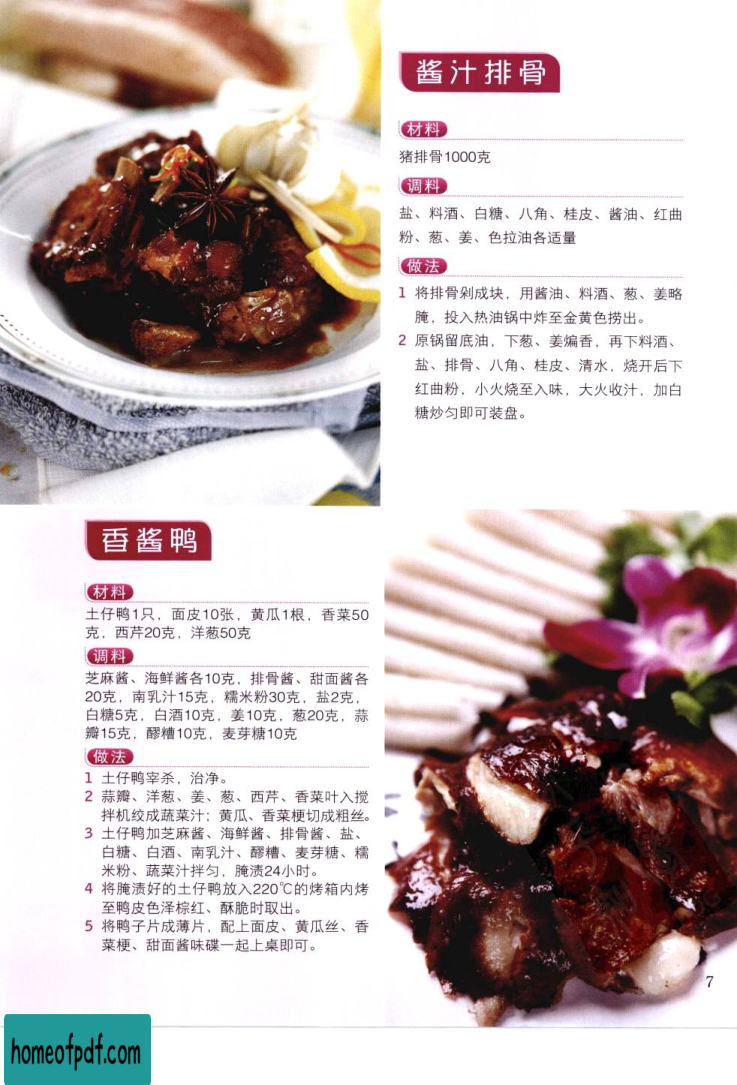 酱汁排骨
材料
猪排骨1000克
调料
盐、料酒、白糖、八角、桂皮、酱油、红曲
粉、葱、姜、色拉油各适量
做法
1 将排骨剁成块，用酱油、料酒、葱、姜略
腌，投入热油锅中炸至金黄色捞出。
2 原锅留底油，下葱、姜煸香，再下料酒、
盐、排骨、八角、桂皮、清水，烧开后下
红曲粉，小火烧至入味，大火收汁，加白
糖炒匀即可装盘。
香酱鸭
材料
土仔鸭1只，面皮10张，黄瓜1根，香菜50
克，西芹20克，洋葱50克
调料
芝麻酱、海鲜酱各10克，排骨酱、甜面酱各
20克，南乳汁15克，糯米粉30克，盐2克，
白糖5克，白酒10克，姜10克，葱20克，蒜
瓣15克，醪糟10克，麦芽糖10克
做法
1 土仔鸭宰杀，治净。
2 蒜瓣、洋葱、姜、葱、西芹、香菜叶入搅
拌机绞成蔬菜汁；黄瓜、香菜梗切成粗丝。
3 土仔鸭加芝麻酱、海鲜酱、排骨酱、盐、
白糖、白酒、南乳汁、醪糟、麦芽糖、糯
米粉、蔬菜汁拌匀，腌渍24小时。
4 将腌渍好的土仔鸭放入220℃的烤箱内烤
至鸭皮色泽棕红、酥脆时取出。
5 将鸭子片成薄片，配上面皮、黄瓜丝、香
菜梗、甜面酱味碟一起上桌即可。
7
homeofpdf.com